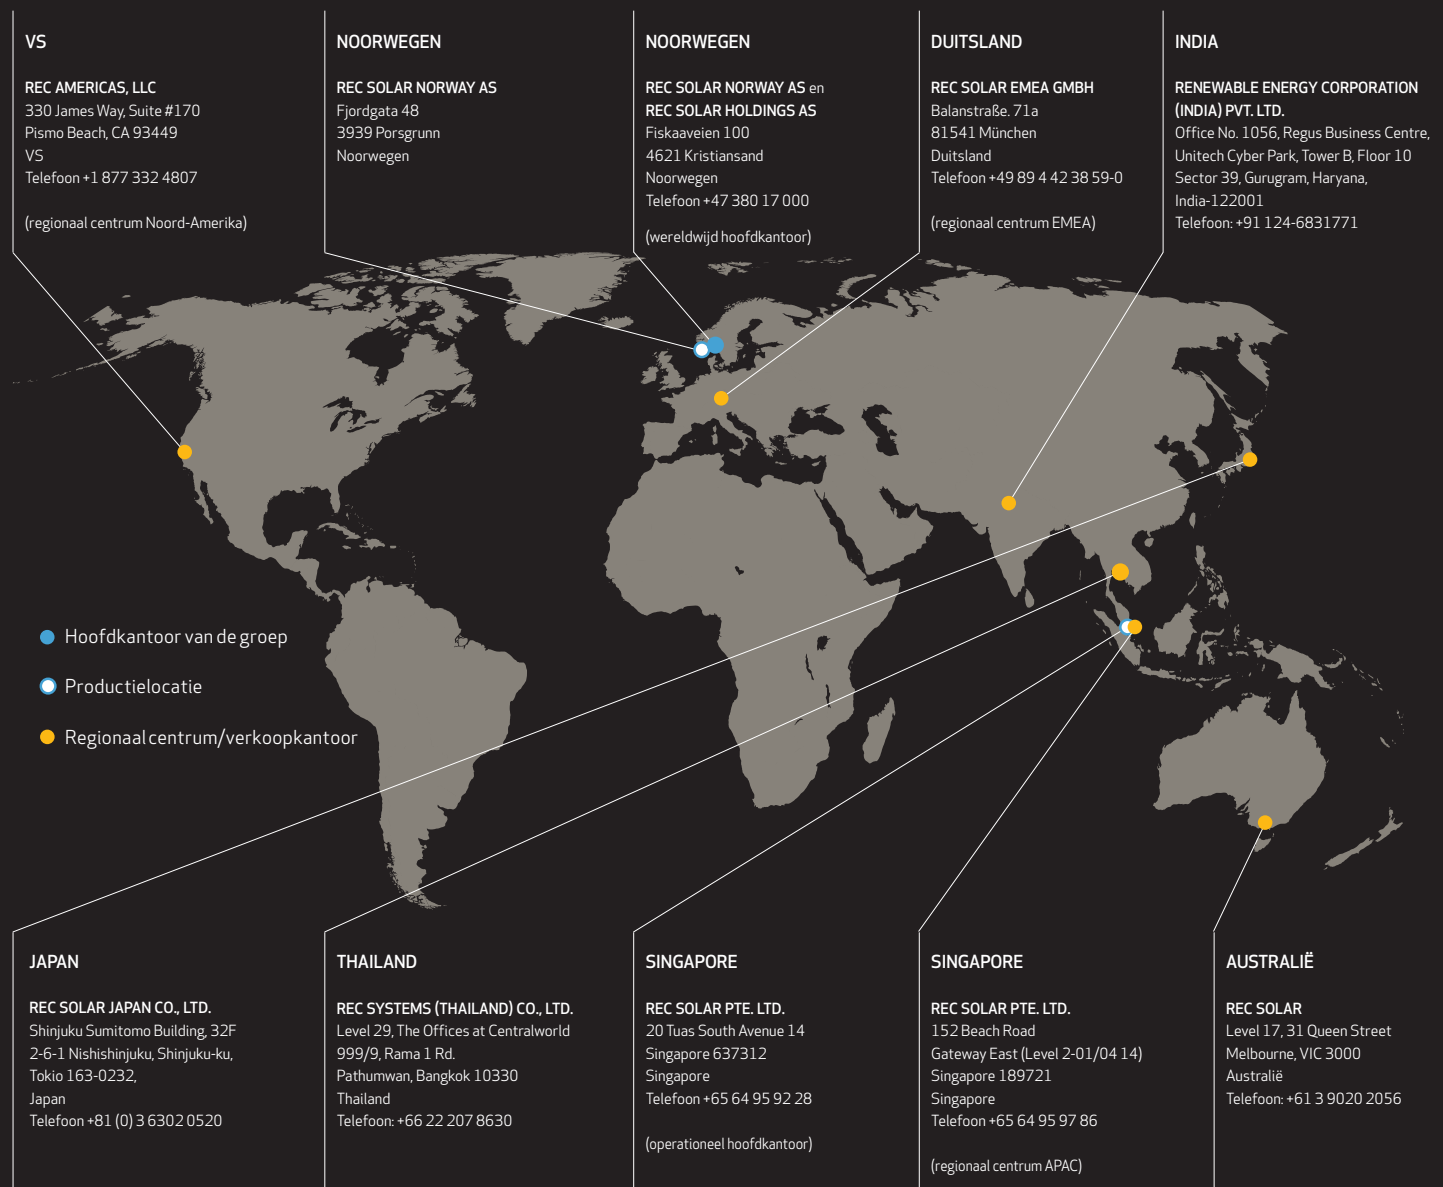 VS
REC AMERICAS, LLC
330 James Way, Suite #170
Pismo Beach, CA 93449
VS
Telefoon +1 877 332 4807
(regionaal centrum Noord-Amerika)
NOORWEGEN
REC SOLAR NORWAY AS
Fjordgata 48
3939 Porsgrunn
Noorwegen
NOORWEGEN
REC SOLAR NORWAY AS en
REC SOLAR HOLDINGS AS
Fiskaaveien 100
4621 Kristiansand
Noorwegen
Telefoon +47 380 17 000
(wereldwijd hoofdkantoor)
DUITSLAND
REC SOLAR EMEA GMBH
Balanstraße. 71a
81541 München
Duitsland
Telefoon +49 89 4 42 38 59-0
(regionaal centrum EMEA)
INDIA
RENEWABLE ENERGY CORPORATION
(INDIA) PVT. LTD.
Office No. 1056, Regus Business Centre,
Unitech Cyber Park, Tower B, Floor 10
Sector 39, Gurugram, Haryana,
India-122001
Telefoon: +91 124-6831771
Hoofdkantoor van de groep
Productielocatie
Regionaal centrum/verkoopkantoor
JAPAN
REC SOLAR JAPAN CO., LTD.
Shinjuku Sumitomo Building, 32F
2-6-1 Nishishinjuku, Shinjuku-ku,
Tokio 163-0232,
Japan
Telefoon +81 (0) 3 6302 0520
THAILAND
REC SYSTEMS (THAILAND) CO., LTD.
Level 29, The Offices at Centralworld
999/9, Rama 1 Rd.
Pathumwan, Bangkok 10330
Thailand
Telefoon: +66 22 207 8630
SINGAPORE
REC SOLAR PTE. LTD.
20 Tuas South Avenue 14
Singapore 637312
Singapore
Telefoon +65 64 95 92 28
(operationeel hoofdkantoor)
SINGAPORE
REC SOLAR PTE. LTD.
152 Beach Road
Gateway East (Level 2-01/04 14)
Singapore 189721
Singapore
Telefoon +65 64 95 97 86
(regionaal centrum APAC)
AUSTRALIË
REC SOLAR
Level 17, 31 Queen Street
Melbourne, VIC 3000
Australië
Telefoon: +61 3 9020 2056